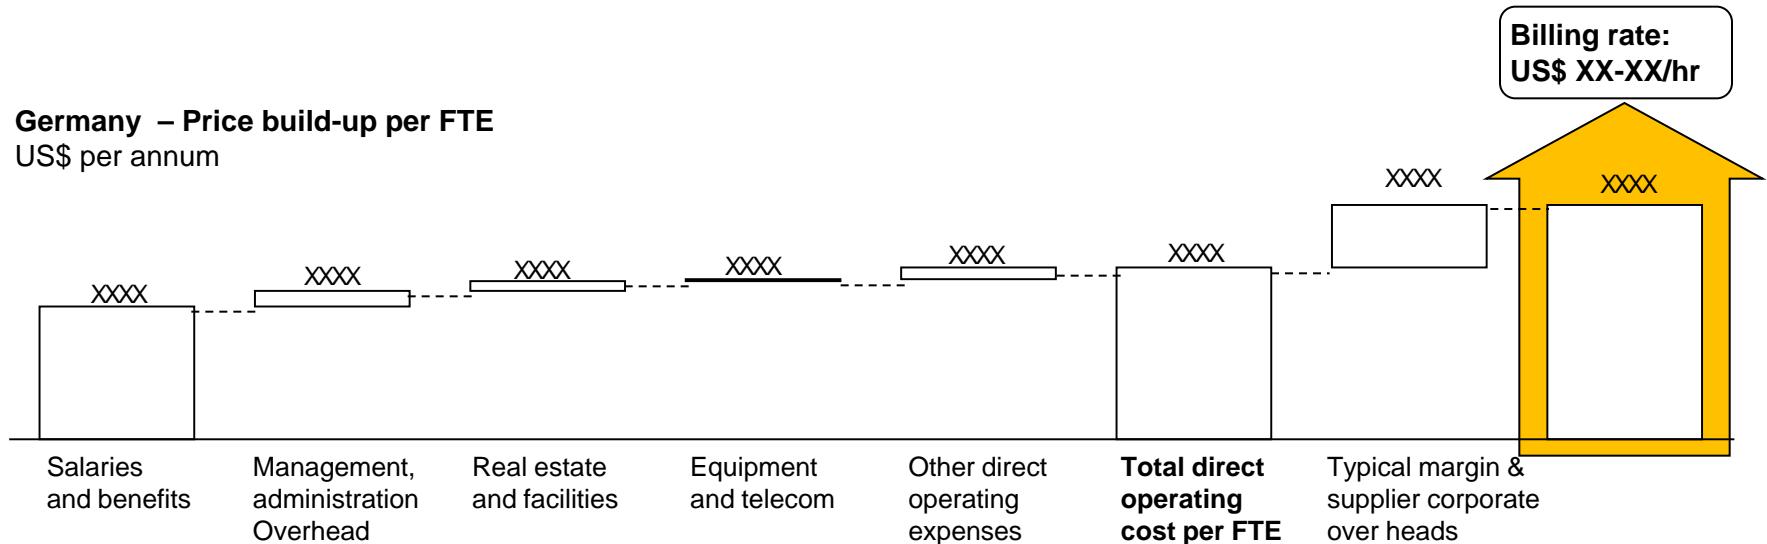 Billing rate:
US$ XX-XX/hr
Germany – Price build-up per FTE
US$ per annum
XXXX
XXXX
XXXX
XXXX
XXXX
XXXX
XXXX
XXXX
Salaries
and benefits
Management,
administration
Overhead
Real estate
and facilities
Equipment
and telecom
Other direct
operating
expenses
Total direct
operating
cost per FTE
Typical margin &
supplier corporate
over heads